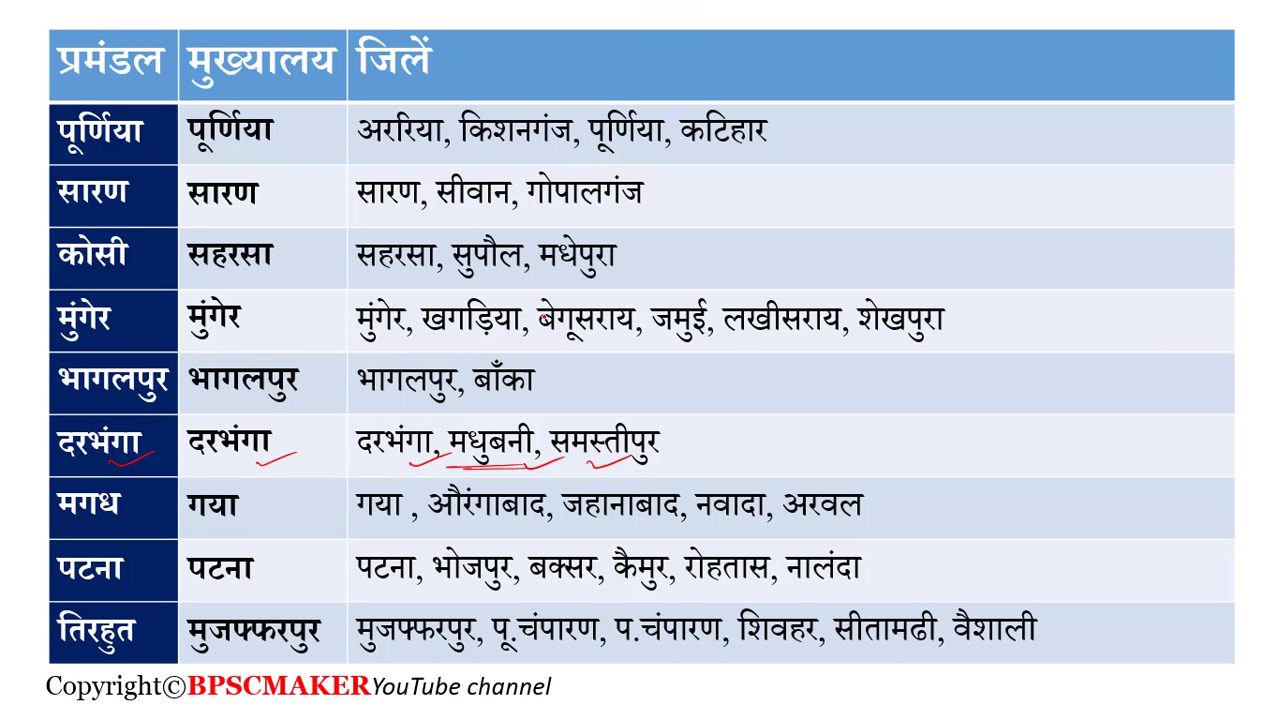 प्रमंडल मुख्यालय जिलें
पूर्णिया पूर्णिया अररिया, किशनगंज, पूर्णिया, कटिहार
सारण सारण सारण, सीवान, गोपालगंज
कोसी सहरसा सहरसा, सुपौल, मधेपुरा
मुंगेर मुंगेर मुंगेर, खगड़िया, बेगूसराय, जमुई, लखीसराय, शेखपुरा
भागलपुर भागलपुर भागलपुर, बाँका
दरभंगा दरभंगा दरभंगा, मधुबनी, समस्तीपुर
मगध गया गया , औरंगाबाद, जहानाबाद, नवादा, अरवल
पटना पटना पटना, भोजपुर, बक्सर, कैमुर, रोहतास, नालंदा
तिरहुत मुजफ्फरपुर मुजफ्फरपुर, पू.चंपारण, प.चंपारण, शिवहर, सीतामढी, वैशाली
Copyright©BPSCMAKERYouTube channel